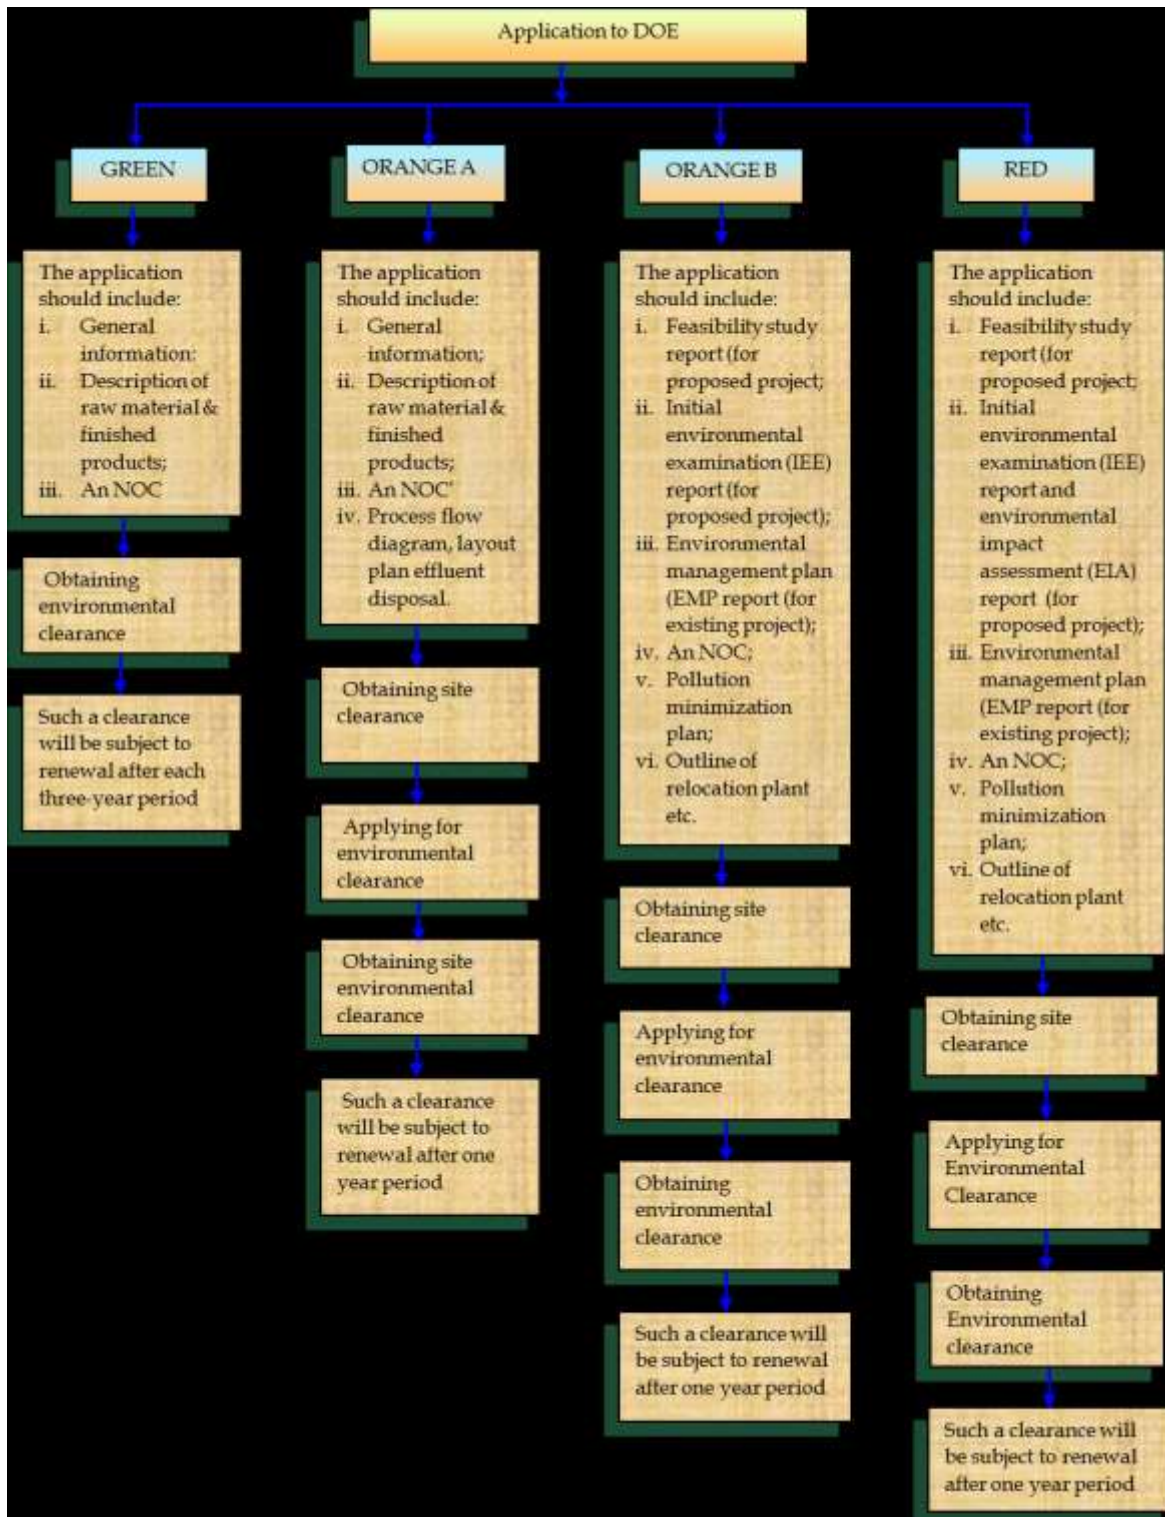 Application to DOE
GREEN
The application
should include:
i. General
information:
ii. Description of
raw material &
finished
products;
iii. An NOC
Obtaining
environmental
clearance
Such a clearance
will be subject to
renewal after each
three-year period
ORANGE A
The application
should include:
i. General
information;
ii. Description of
raw material &
finished
products;
iii. An NOC'
iv. Process flow
diagram, layout
plan effluent
disposal.
Obtaining site
clearance
Applying for
environmental
clearance
Obtaining site
environmental
clearance
Such a clearance
will be subject to
renewal after one
year period
ORANGE B
The application
should include:
i. Feasibility study
report (for
proposed project;
ii. Initial
environmental
examination (IEE)
report (for
proposed project);
iii. Environmental
management plan
(EMP report (for
existing project);
iv. An NOC;
v. Pollution
minimization
plan;
vi. Outline of
relocation plant
etc.
Obtaining site
clearance
Applying for
environmental
clearance
Obtaining
environmental
clearance
Such a clearance will
be subject to renewal
after one year period
RED
The application
should include:
i. Feasibility study
report (for
proposed project;
ii. Initial
environmental
examination (IEE)
report and
environmental
impact
assessment (EIA)
report (for
proposed project);
iii. Environmental
management plan
(EMP report (for
existing project);
iv. An NOC;
v. Pollution
minimization
plan;
vi. Outline of
relocation plant
etc.
Obtaining site
clearance
Applying for
Environmental
Clearance
Obtaining
Environmental
clearance
Such a clearance will
be subject to renewal
after one year period